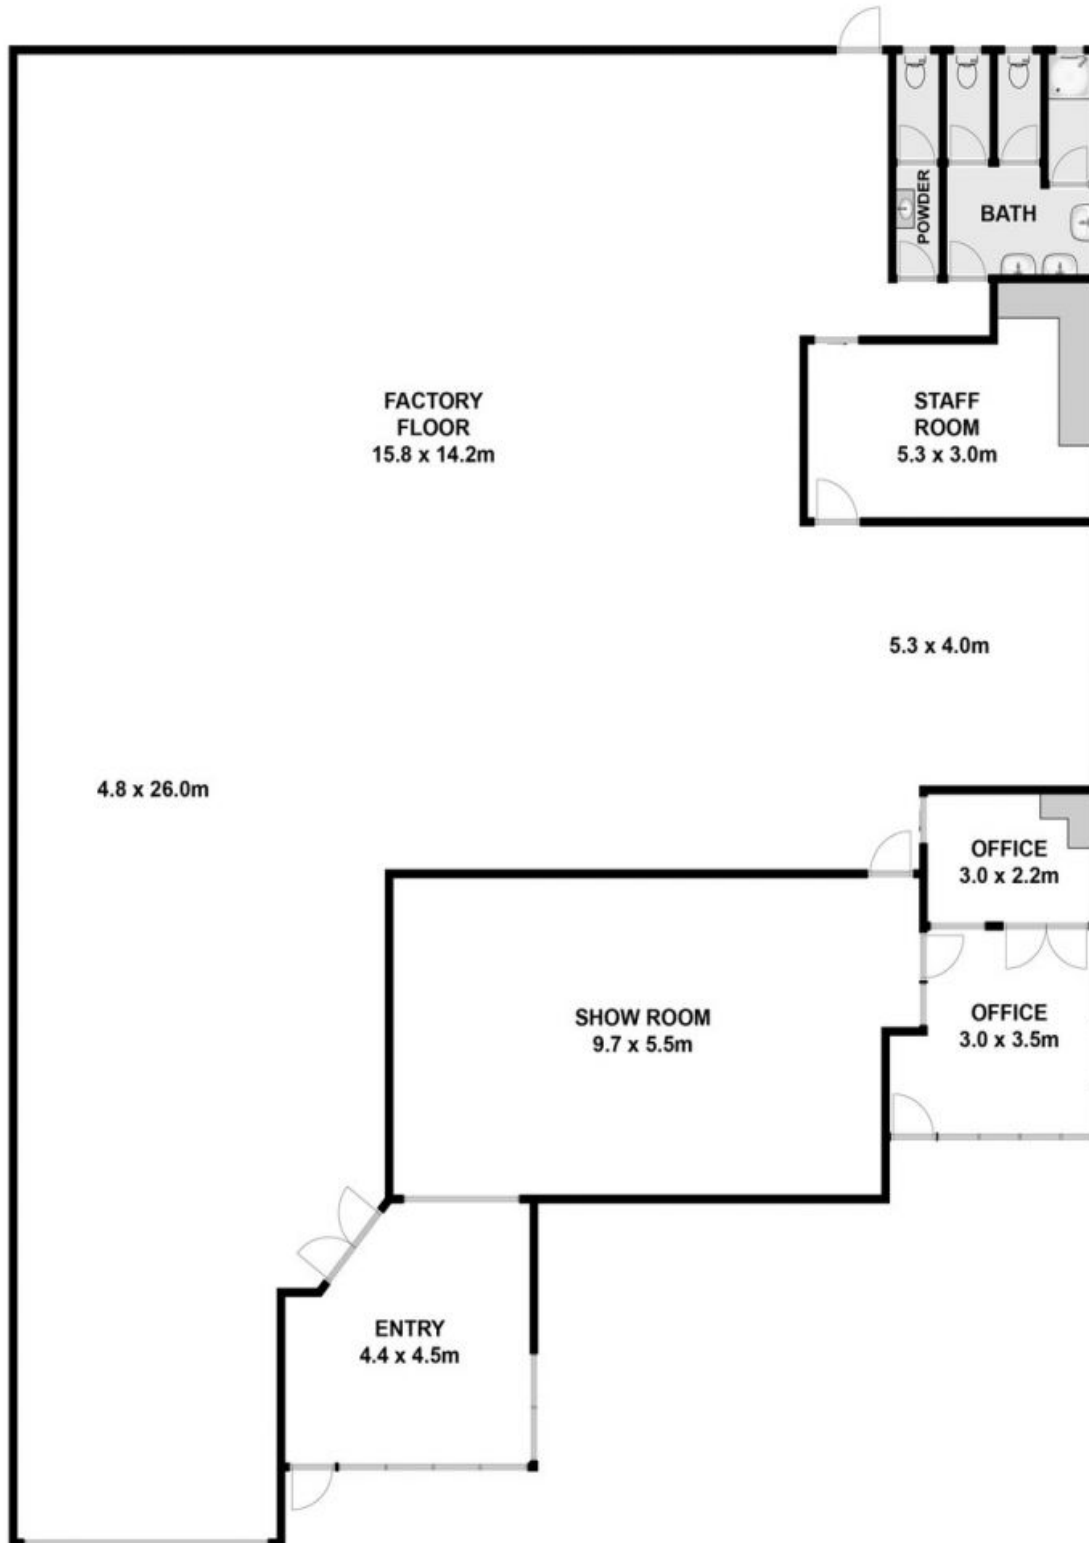 POWDER
BATH
FACTORY
FLOOR
15.8 x 14.2m
STAFF
ROOM
5.3 x 3.0m
5.3 x 4.0m
4.8 x 26.0m
OFFICE
3.0 x 2.2m
SHOW ROOM
9.7 x 5.5m
OFFICE
3.0 x 3.5m
ENTRY
4.4 x 4.5m